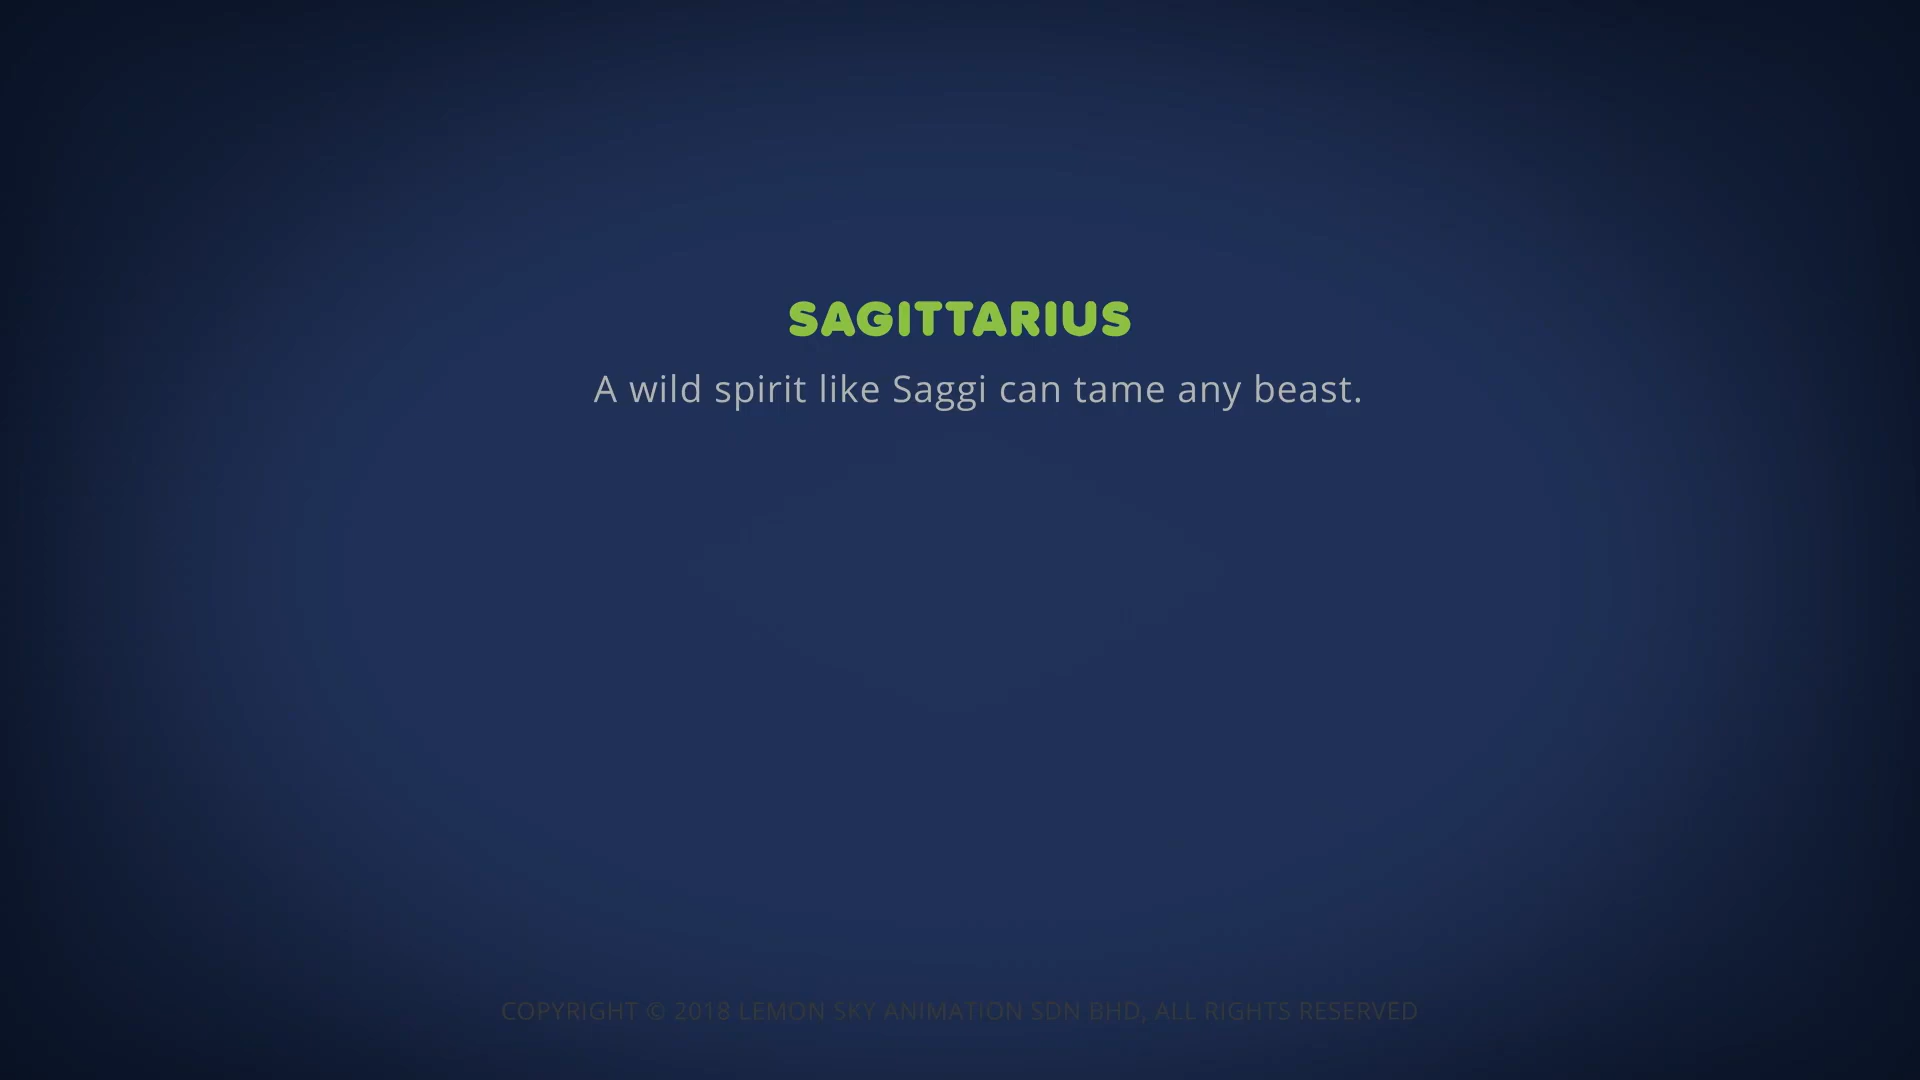 SAGITTARIUS
A wild spirit like Saggi can tame any beast.
COPYRIGHT © 2018 LEMON SKY ANIMATION SDN BHD, ALL RIGHTS RESERVED